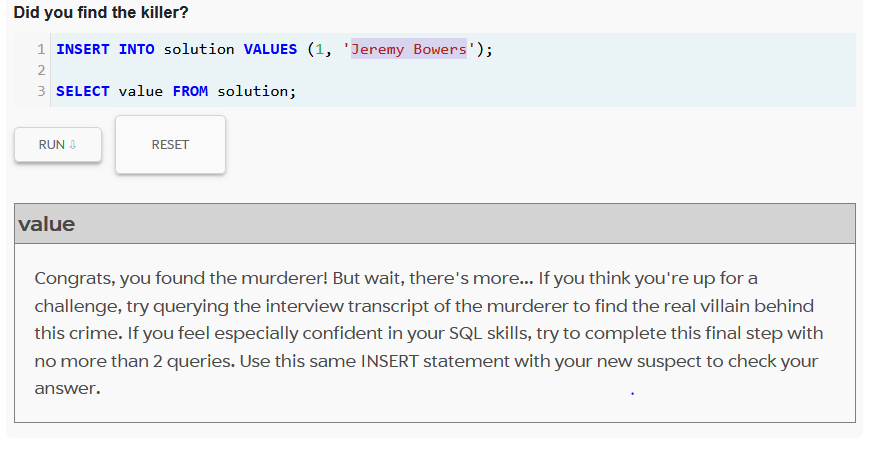 Did you find the killer?
1 INSERT INTO solution VALUES (1, 'Jeremy Bowers');
2
3 SELECT value FROM solution;
RUN ⇩ RESET
value
Congrats, you found the murderer! But wait, there's more... If you think you're up for a
challenge, try querying the interview transcript of the murderer to find the real villain behind
this crime. If you feel especially confident in your SQL skills, try to complete this final step with
no more than 2 queries. Use this same INSERT statement with your new suspect to check your
answer.